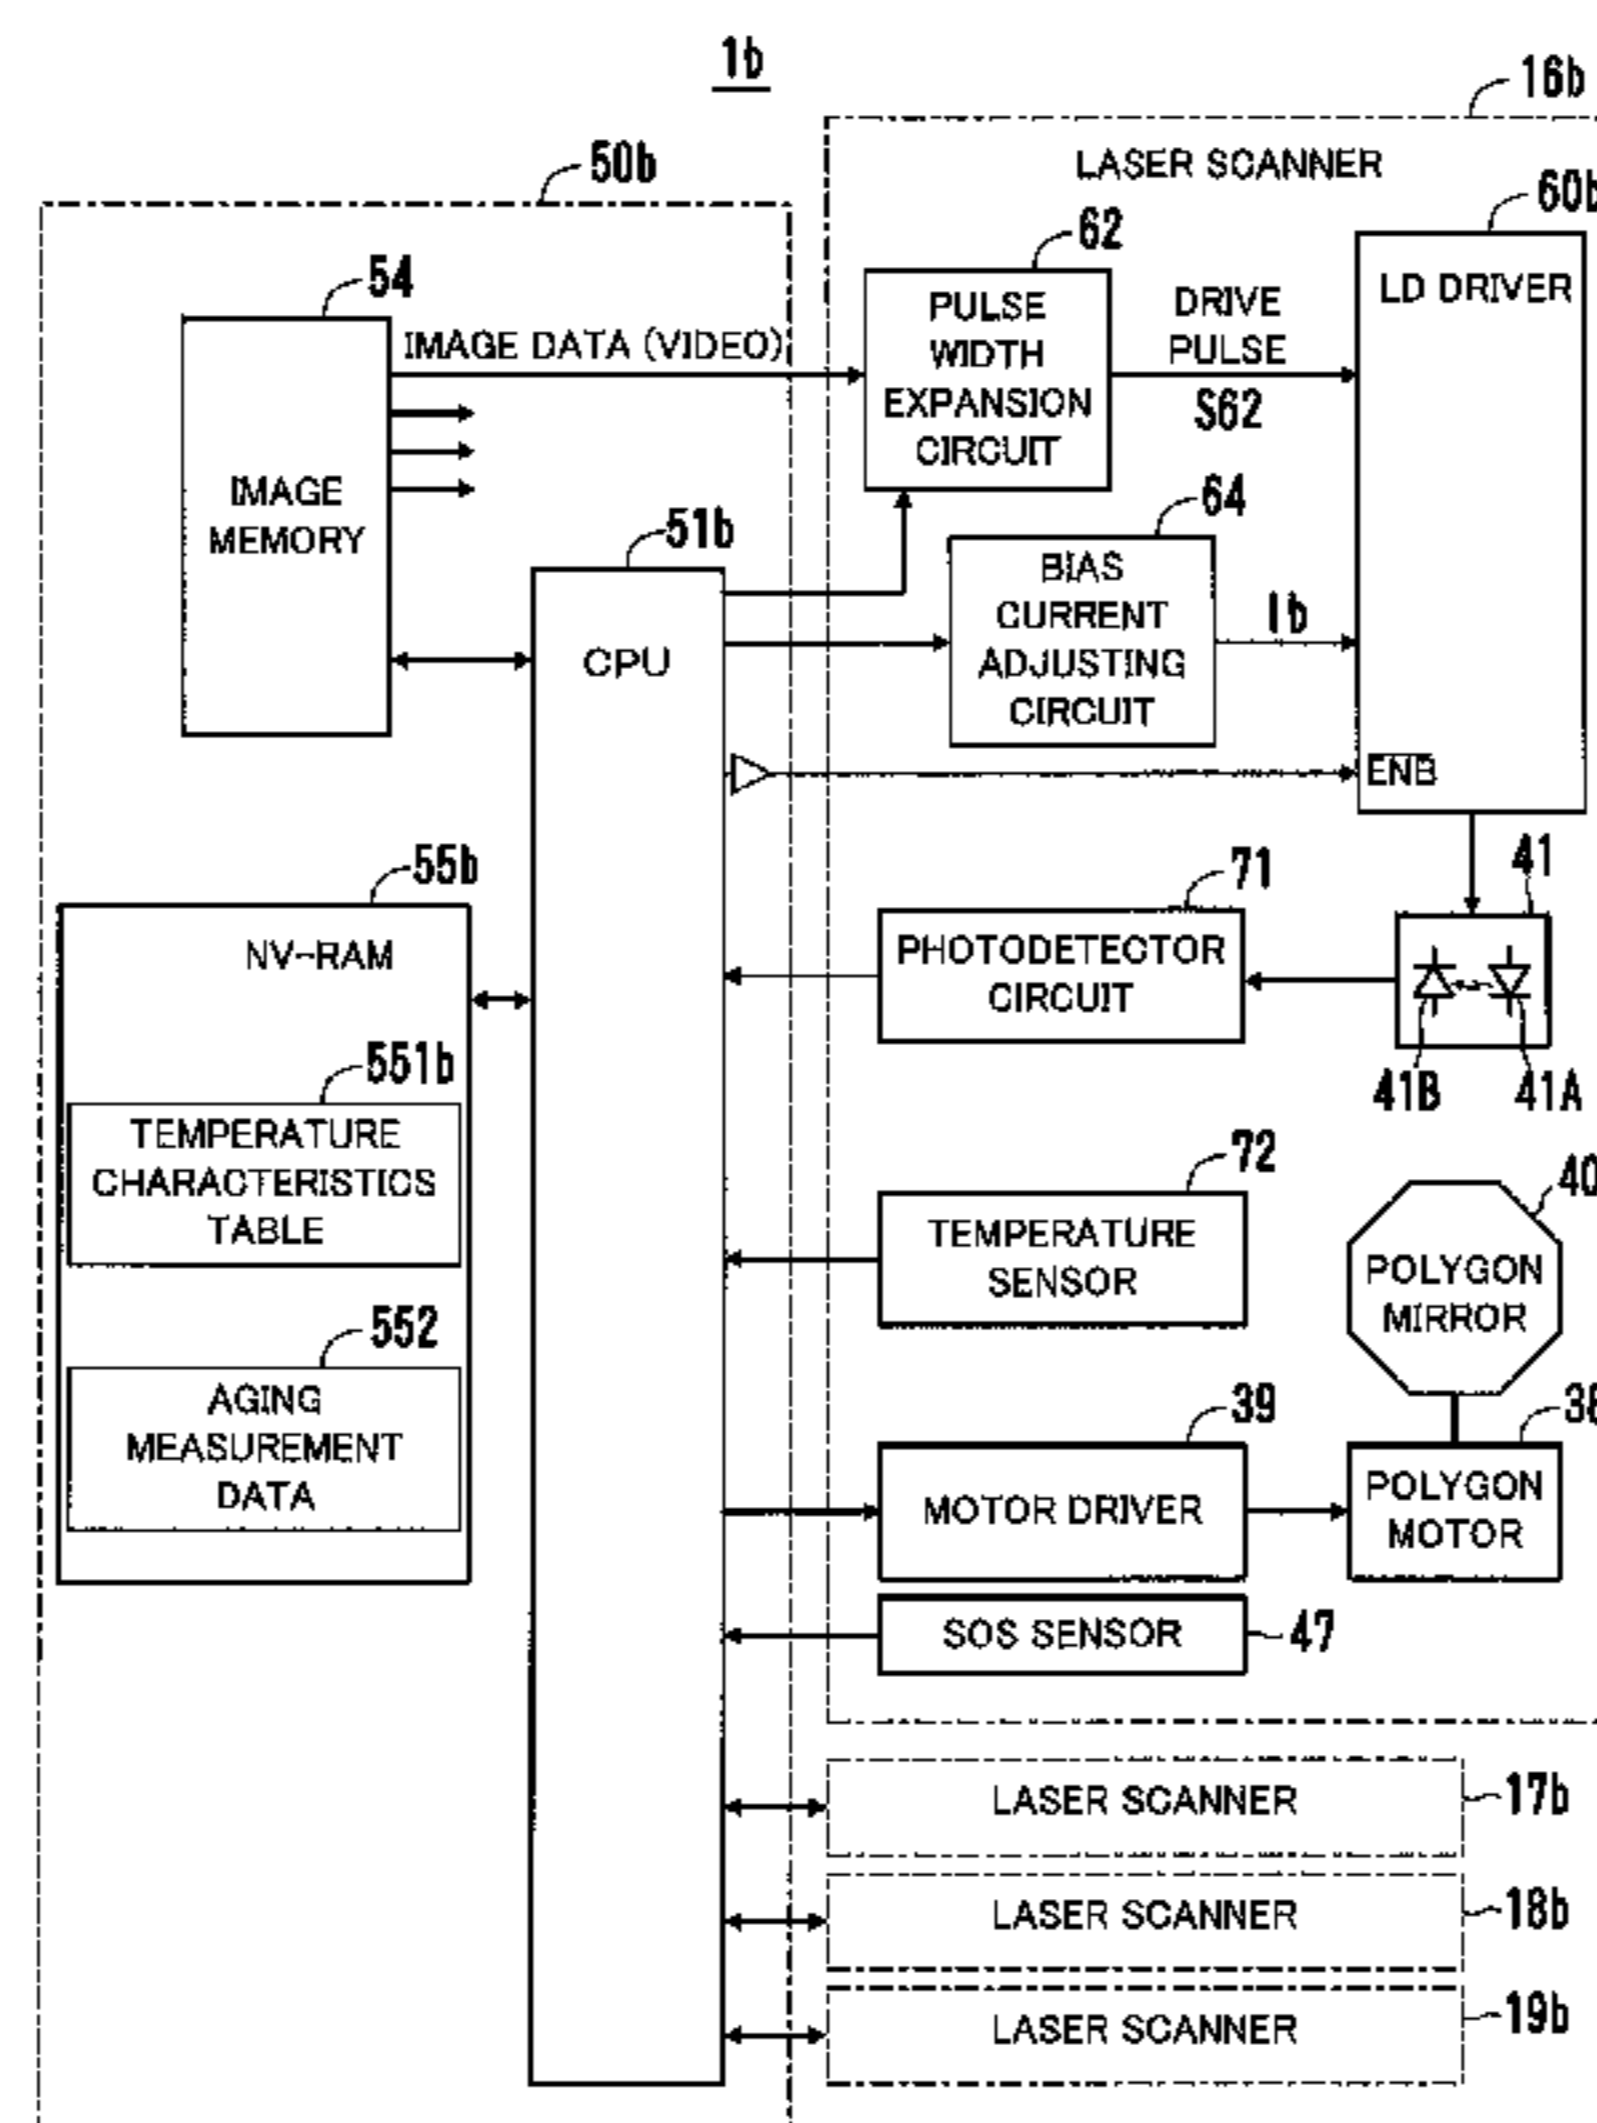 1b
16b
50b
LASER SCANNER
60b
62
54
PULSE
WIDTH
EXPANSION
CIRCUIT
DRIVE
PULSE
S62
LD DRIVER
IMAGE DATA (VIDEO)
IMAGE
MEMORY
64
51b
BIAS
CURRENT
ADJUSTING
CIRCUIT
Ib
CPU
ENB
55b
71
41
NV-RAM
PHOTODETECTOR
CIRCUIT
41B
41A
551b
TEMPERATURE
CHARACTERISTICS
TABLE
72
TEMPERATURE
SENSOR
40
POLYGON
MIRROR
552
AGING
MEASUREMENT
DATA
39
MOTOR DRIVER
POLYGON
MOTOR
SOS SENSOR
47
LASER SCANNER
17b
LASER SCANNER
18b
LASER SCANNER
19b